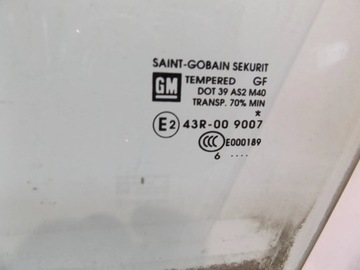 SAINT-GOBAIN SEKURIT
GM TEMPERED GF
DOT 39 AS2 M40
TRANSP. 70% MIN
*
E2 43R-00 9007
CCC E000189
6 ....